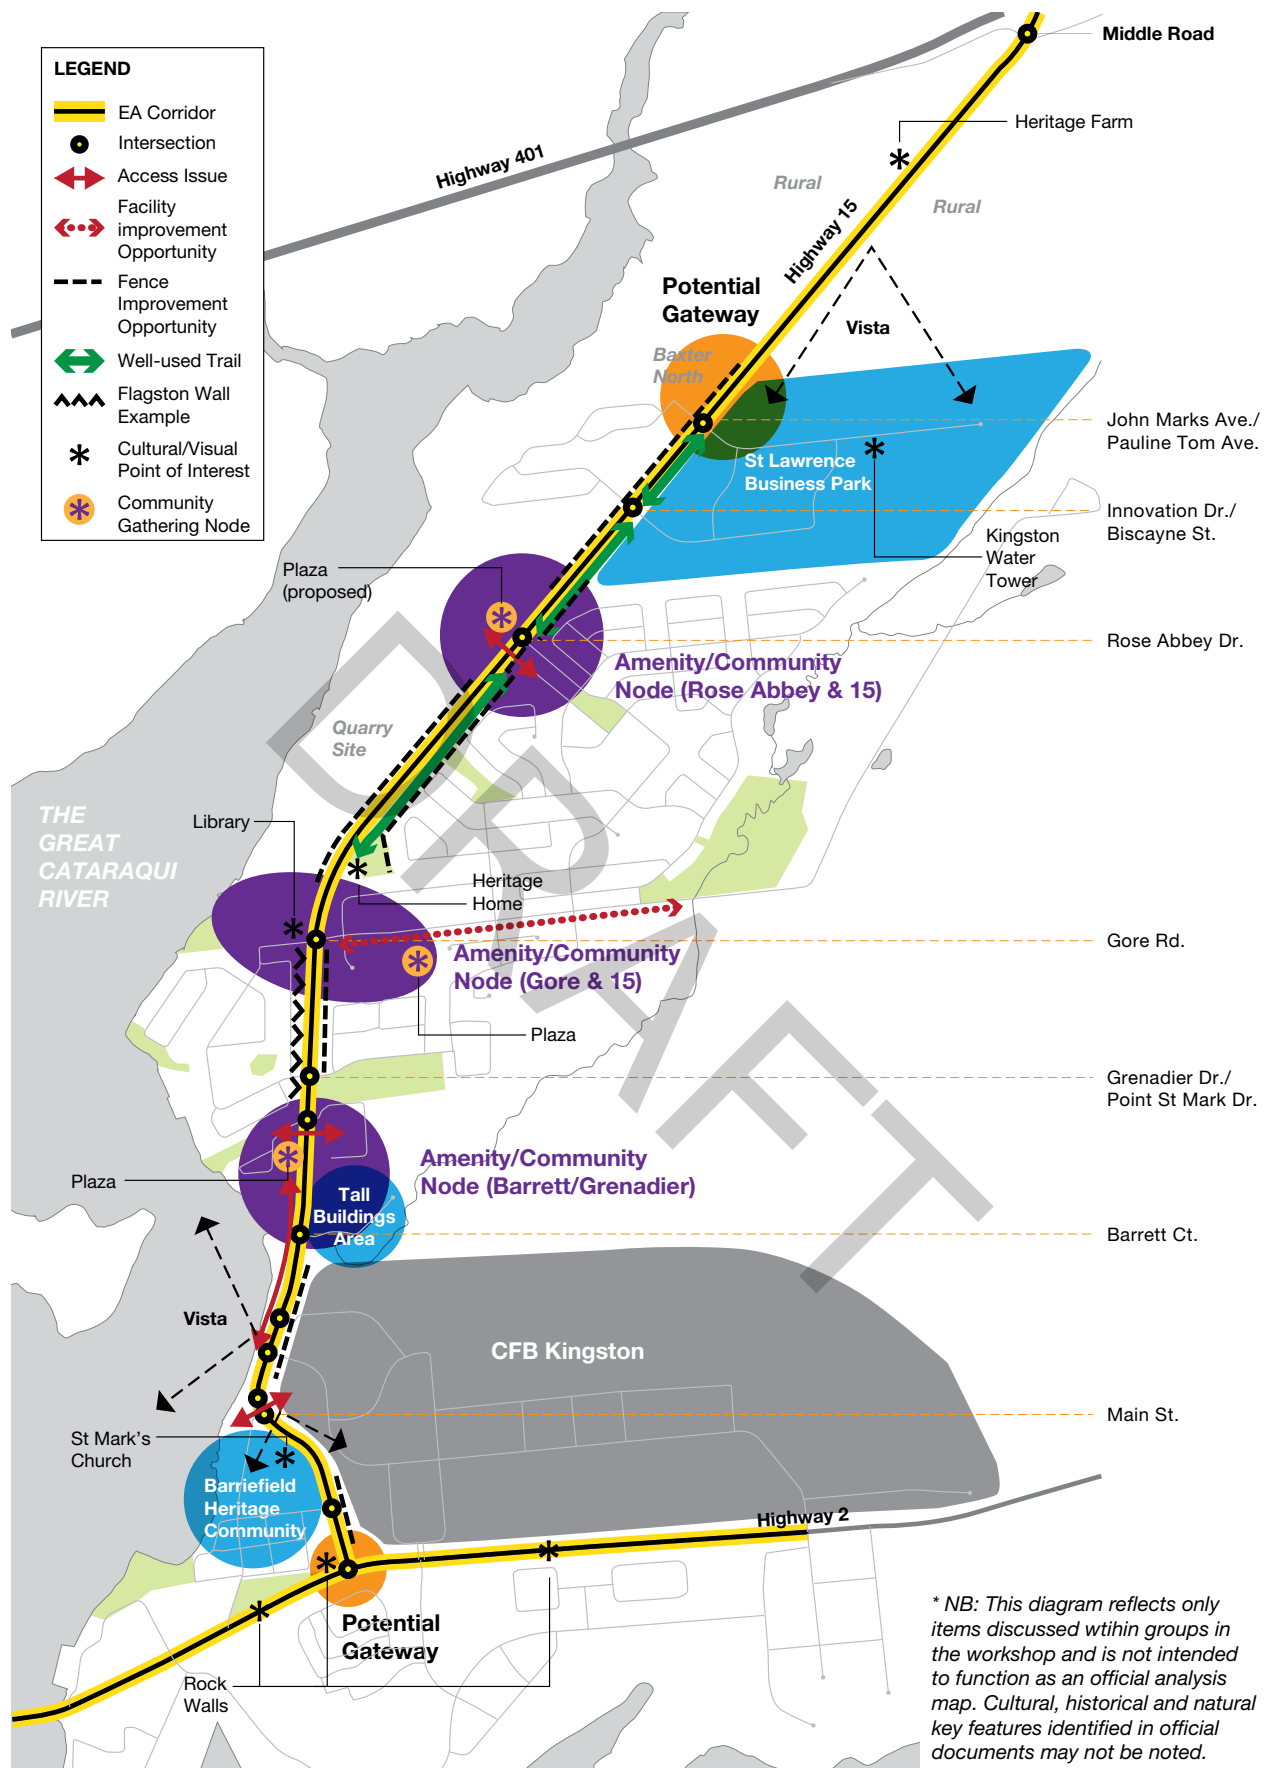 LEGEND
EA Corridor
Intersection
Access Issue
Facility
improvement
Opportunity
Fence
Improvement
Opportunity
Well-used Trail
Flagston Wall
Example
Cultural/Visual
Point of Interest
Community
Gathering Node
Middle Road
Heritage Farm
Highway 401
Rural
Rural
Highway 15
Potential
Gateway
Vista
Baxter
North
John Marks Ave./
Pauline Tom Ave.
St Lawrence
Business Park
Innovation Dr./
Biscayne St.
Kingston
Water
Tower
Plaza
(proposed)
Rose Abbey Dr.
Amenity/Community
Node (Rose Abbey & 15)
Quarry
Site
THE
GREAT
CATARAQUI
RIVER
Library
Heritage
Home
Gore Rd.
Amenity/Community
Node (Gore & 15)
Plaza
Grenadier Dr./
Point St Mark Dr.
Amenity/Community
Node (Barrett/Grenadier)
Plaza
Tall
Buildings
Area
Barrett Ct.
Vista
CFB Kingston
Main St.
St Mark's
Church
Barriefield
Heritage
Community
Highway 2
Potential
Gateway
Rock
Walls
* NB: This diagram reflects only
items discussed wtihin groups in
the workshop and is not intended
to function as an official analysis
map. Cultural, historical and natural
key features identified in official
documents may not be noted.
DRAFT